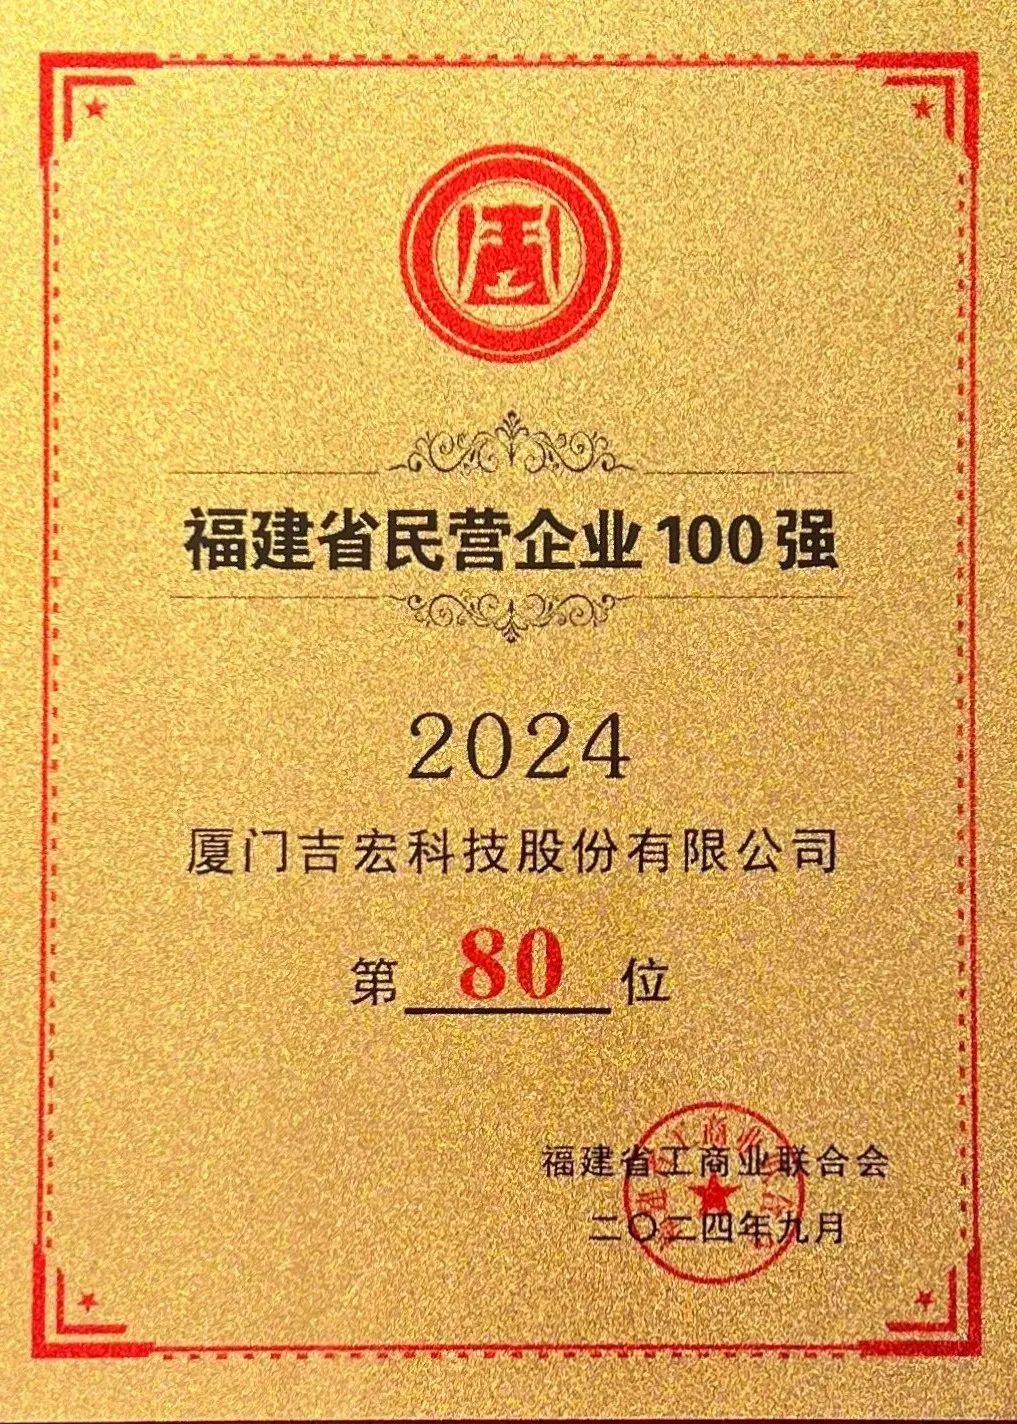 福建省民营企业100强
2024
厦门吉宏科技股份有限公司
第 80 位
福建省工商业联合会
二〇二四年九月